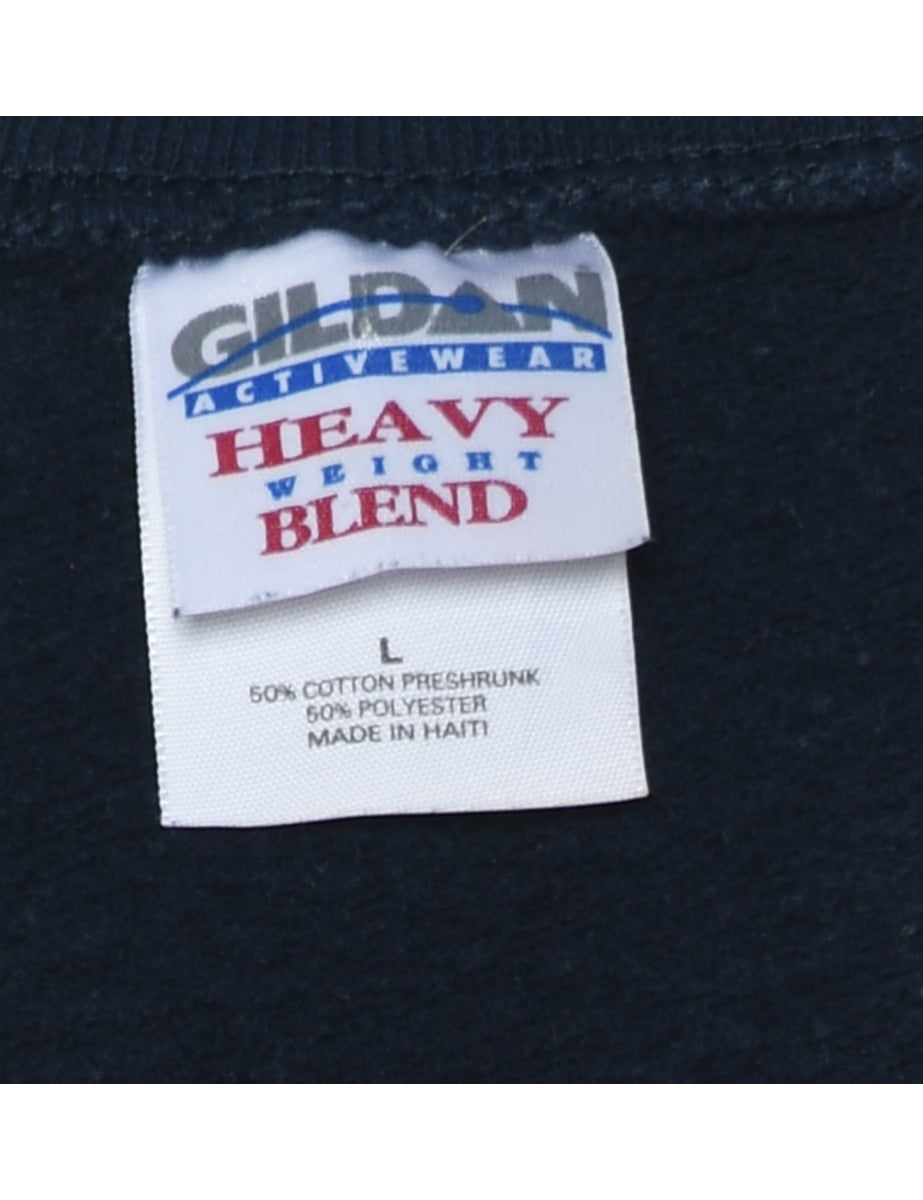 GILDAN
ACTIVEWEAR
HEAVY
WEIGHT
BLEND
L
50% COTTON PRESHRUNK
50% POLYESTER
MADE IN HAITI